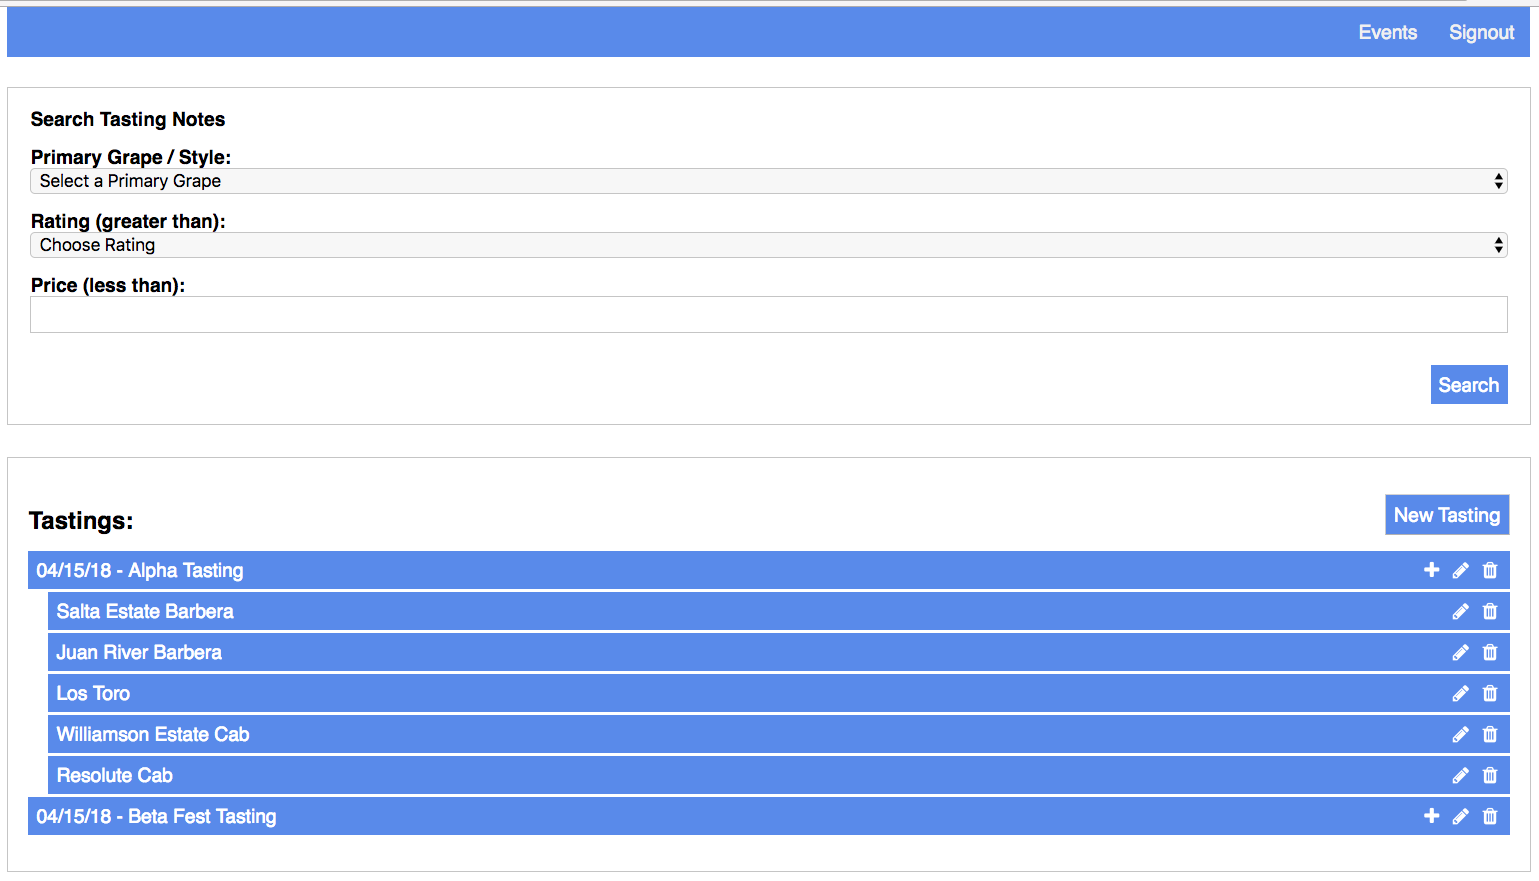 Events Signout
Search Tasting Notes
Primary Grape / Style:
Select a Primary Grape
Rating (greater than):
Choose Rating
Price (less than):
Search
Tastings:
New Tasting
04/15/18 - Alpha Tasting
Salta Estate Barbera
Juan River Barbera
Los Toro
Williamson Estate Cab
Resolute Cab
04/15/18 - Beta Fest Tasting